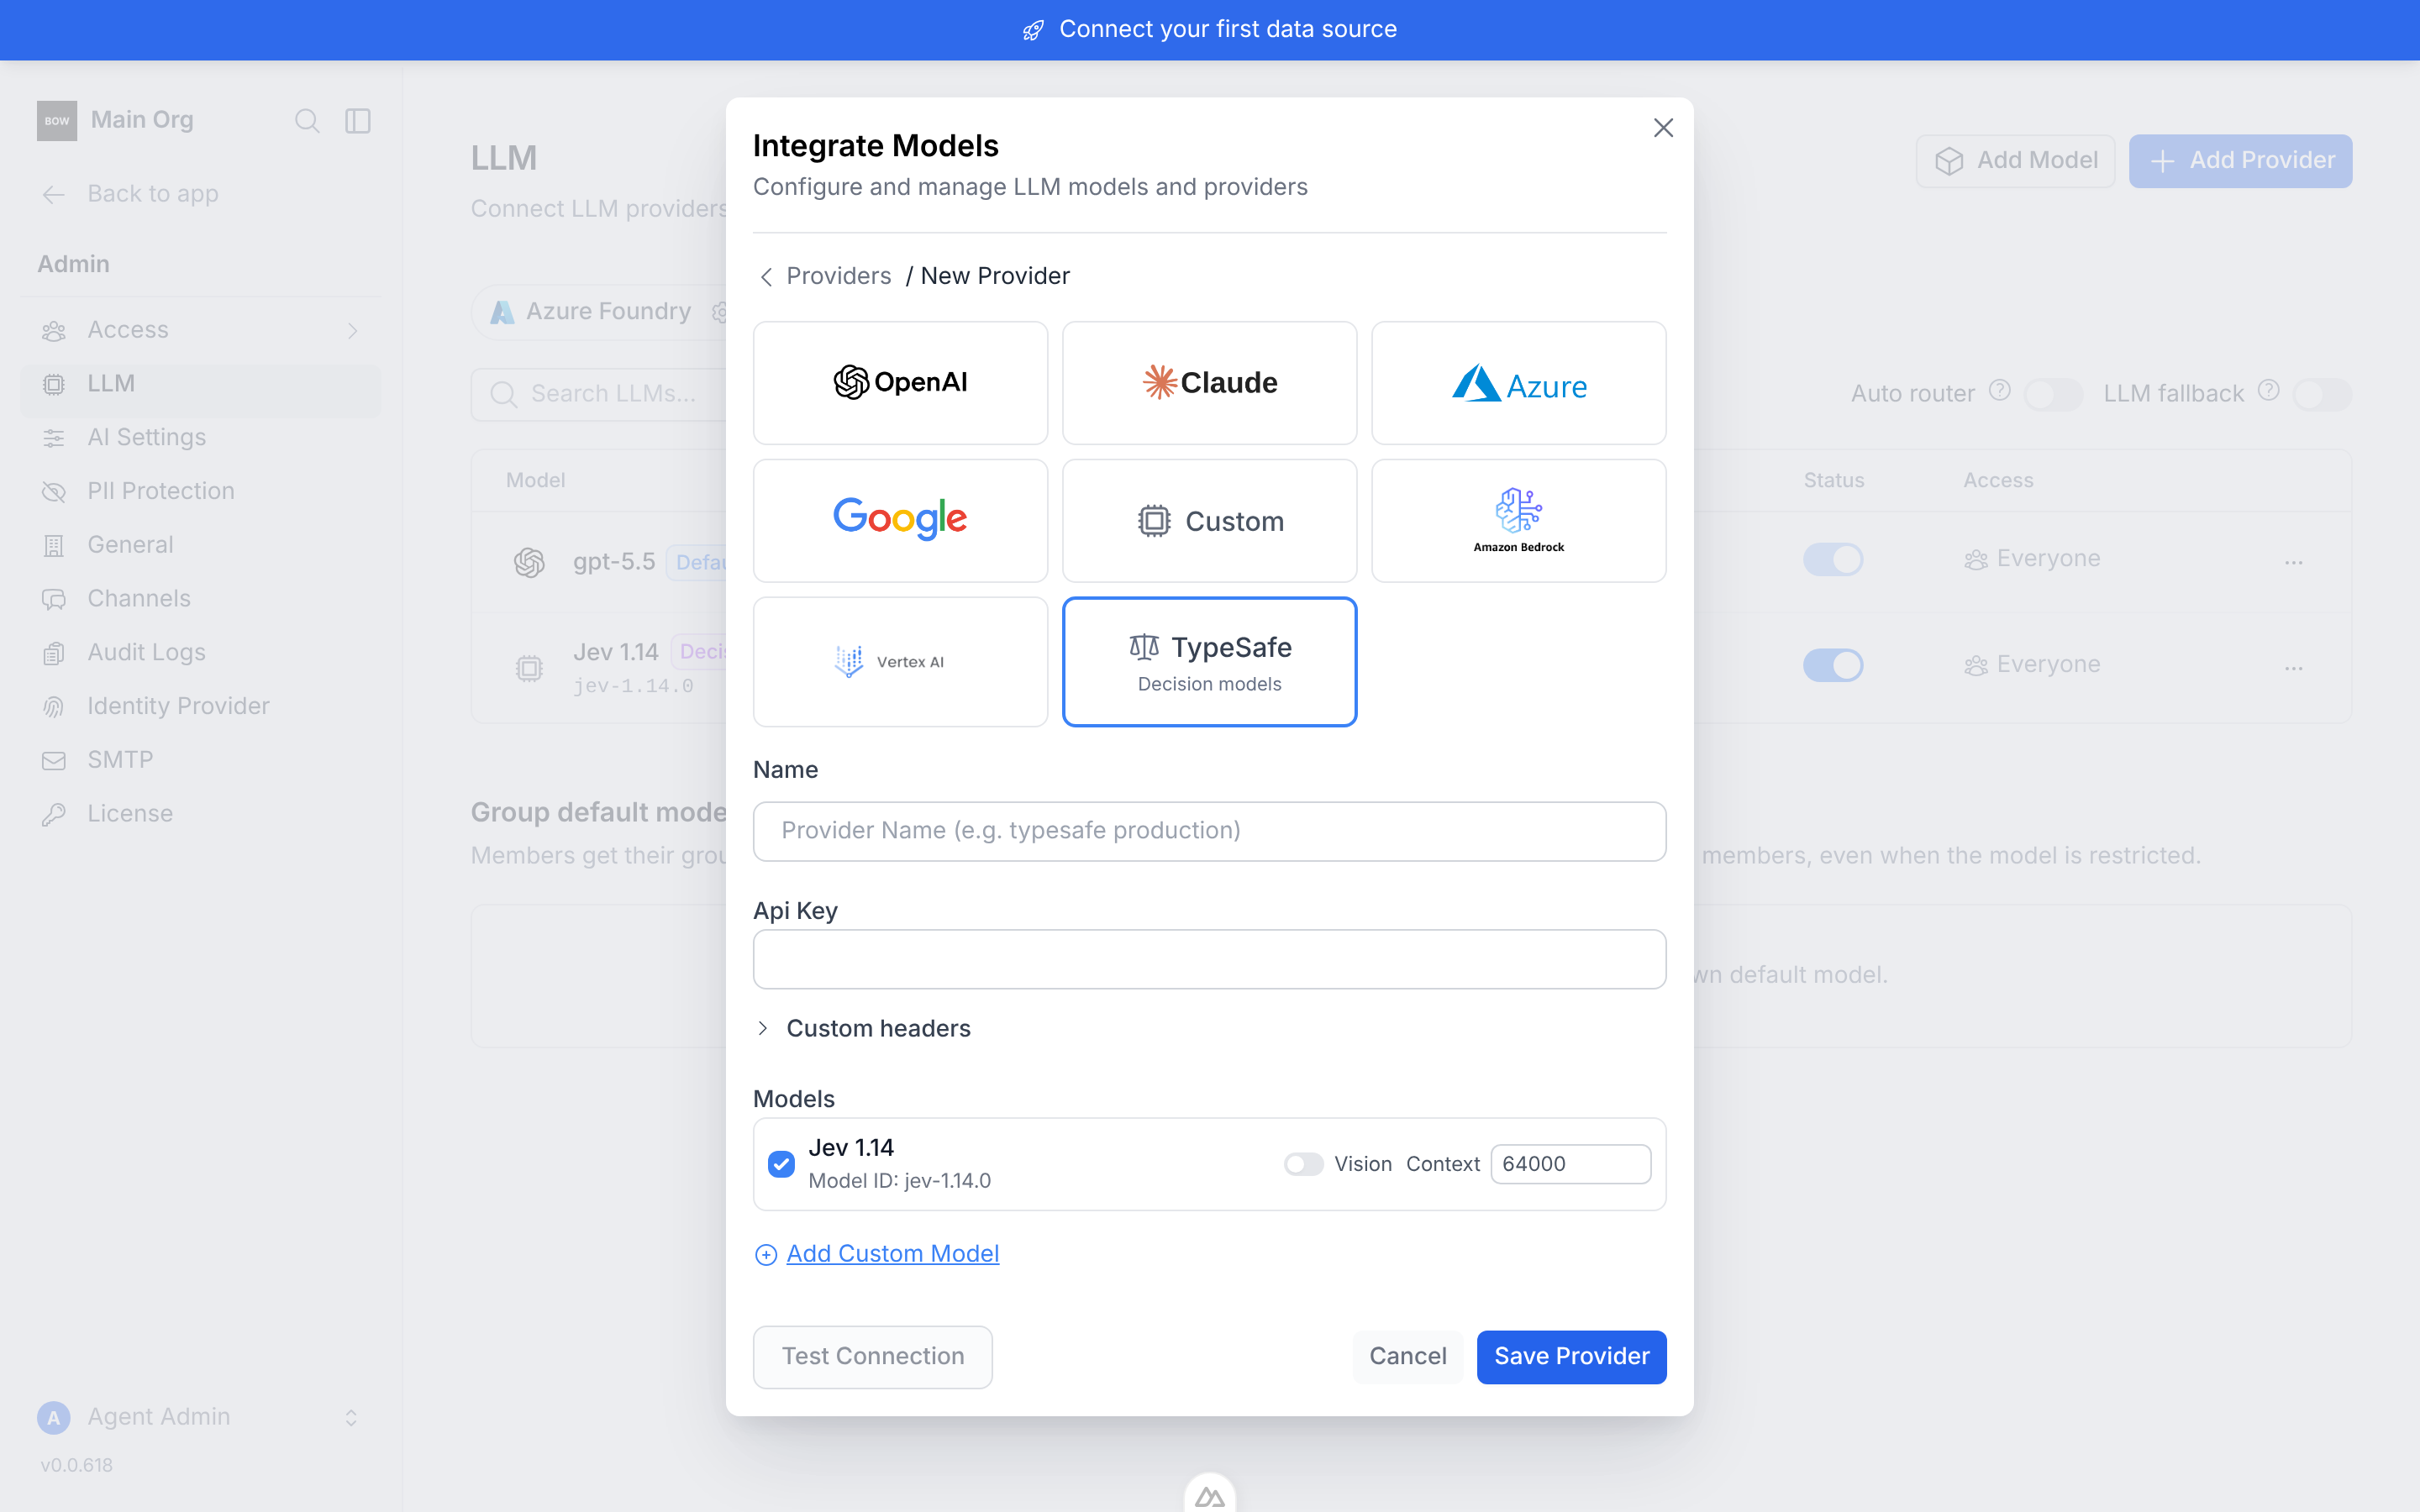 Connect your first data source
BOW
Main Org
Back to app
Admin
Access
LLM
AI Settings
PII Protection
General
Channels
Audit Logs
Identity Provider
SMTP
License
A
Agent Admin
v0.0.618
LLM
Connect LLM providers
Add Model
Add Provider
Azure Foundry
Search LLMs...
Auto router
LLM fallback
Model
Status
Access
gpt-5.5
Everyone
...
Jev 1.14
jev-1.14.0
Everyone
...
Group default
members, even when the model is restricted.
default model.
Integrate Models
Configure and manage LLM models and providers
Providers / New Provider
OpenAI
Claude
Azure
Google
Custom
Amazon Bedrock
Vertex AI
TypeSafe
Decision models
Name
Provider Name (e.g. typesafe production)
Api Key
Custom headers
Models
Jev 1.14
Model ID: jev-1.14.0
Vision
Context
64000
Add Custom Model
Test Connection
Cancel
Save Provider